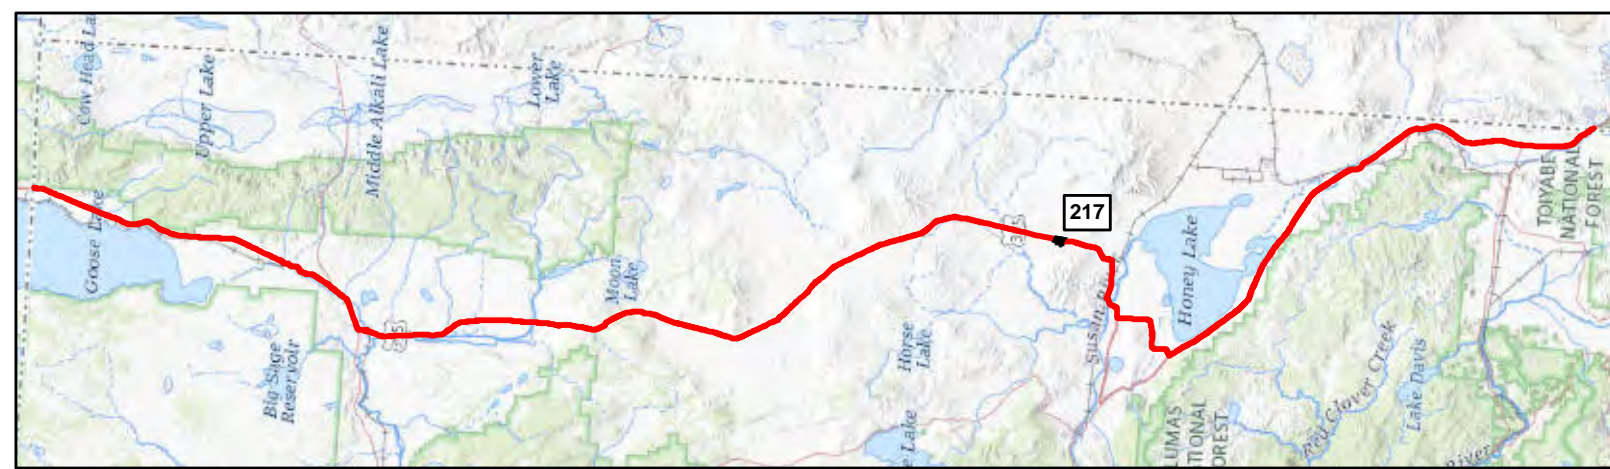 Cow Head La
Upper Lake
Middle Alkali Lake
Lower
Lake
Goose Lake
Big Sage
Reservoir
395
Moon
Lake
Horse
Lake
e Lake
395
217
Susan
Honey Lake
LUMAS
TIONAL
OREST
Red Clover Creek
Lake Davis
River
TOIYABE
NATIONAL
FOREST